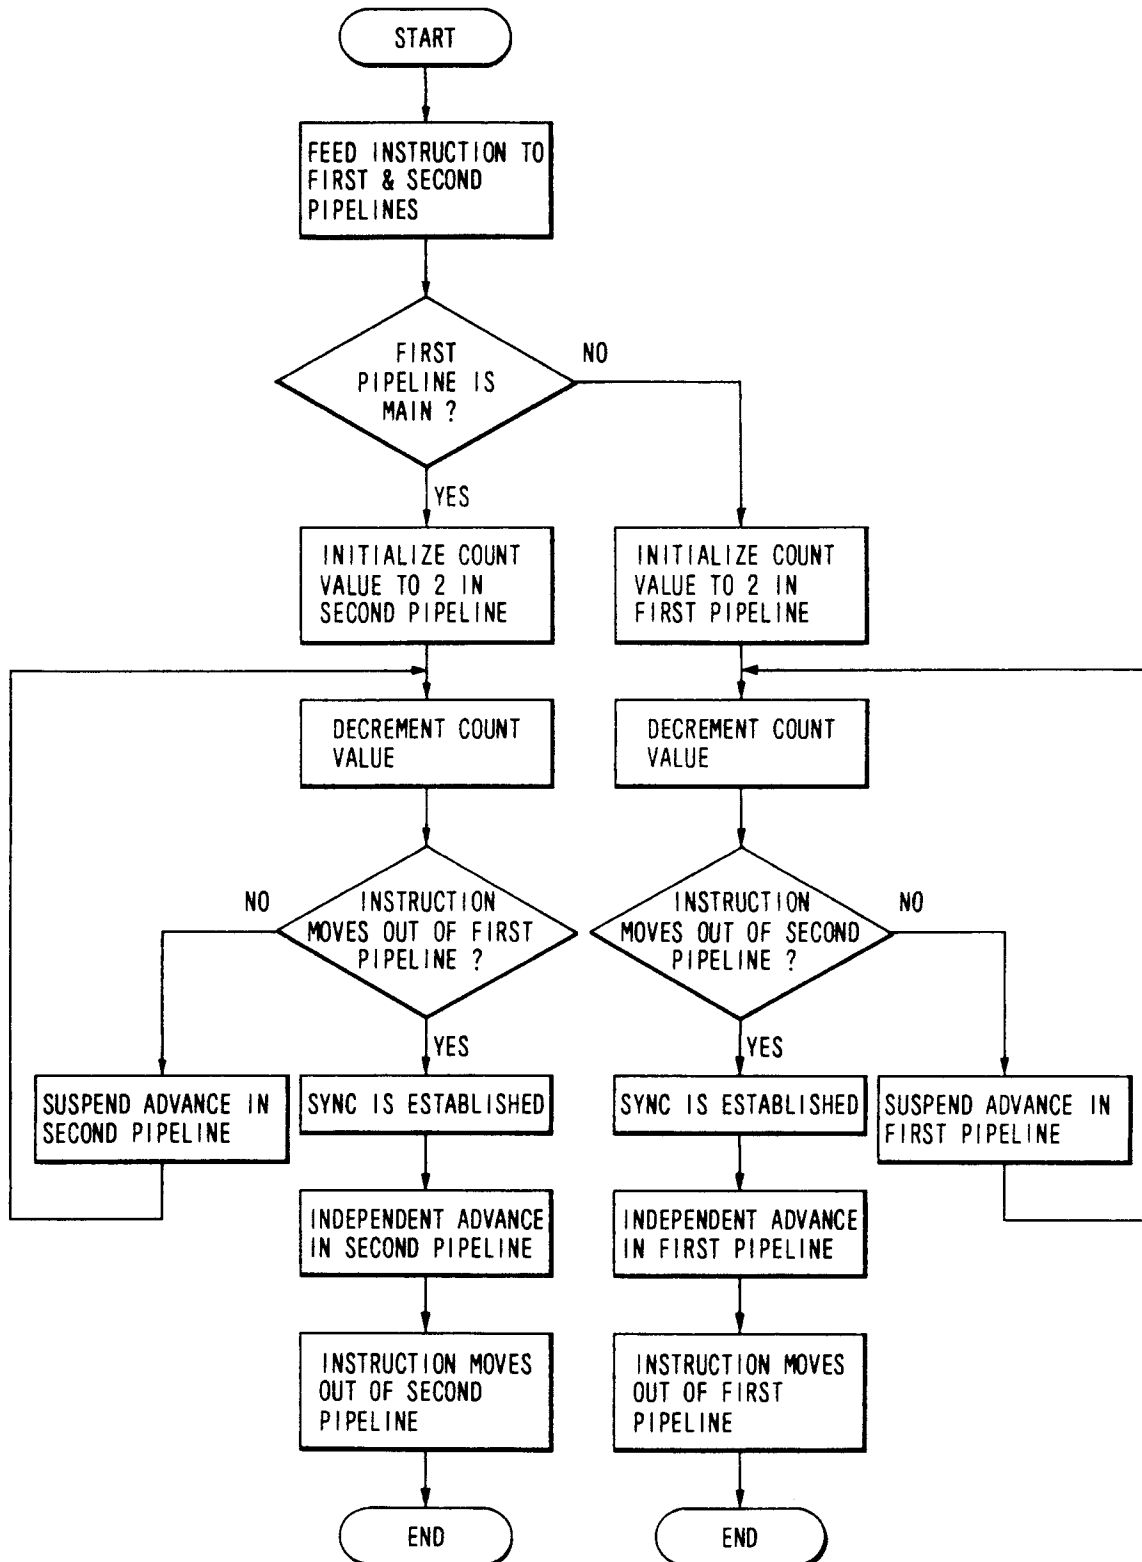 START
FEED INSTRUCTION TO
FIRST & SECOND
PIPELINES
FIRST
PIPELINE IS
MAIN ?
NO
YES
INITIALIZE COUNT
VALUE TO 2 IN
SECOND PIPELINE
INITIALIZE COUNT
VALUE TO 2 IN
FIRST PIPELINE
DECREMENT COUNT
VALUE
DECREMENT COUNT
VALUE
NO
INSTRUCTION
MOVES OUT OF FIRST
PIPELINE ?
INSTRUCTION
MOVES OUT OF SECOND
PIPELINE ?
NO
YES
YES
SUSPEND ADVANCE IN
SECOND PIPELINE
SYNC IS ESTABLISHED
SYNC IS ESTABLISHED
SUSPEND ADVANCE IN
FIRST PIPELINE
INDEPENDENT ADVANCE
IN SECOND PIPELINE
INDEPENDENT ADVANCE
IN FIRST PIPELINE
INSTRUCTION MOVES
OUT OF SECOND
PIPELINE
INSTRUCTION MOVES
OUT OF FIRST
PIPELINE
END
END